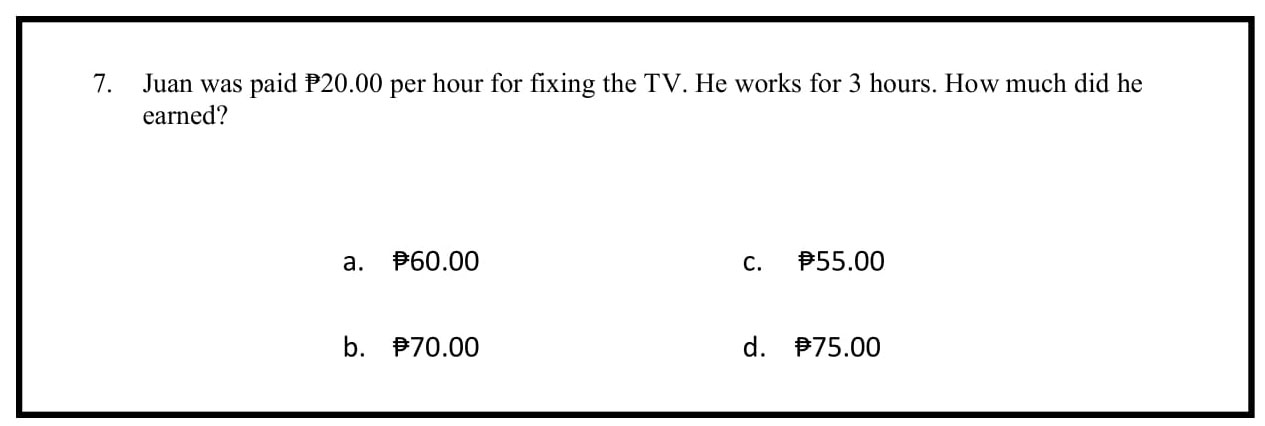 7. Juan was paid ₱20.00 per hour for fixing the TV. He works for 3 hours. How much did he
earned?
a. ₱60.00 c. ₱55.00
b. ₱70.00 d. ₱75.00